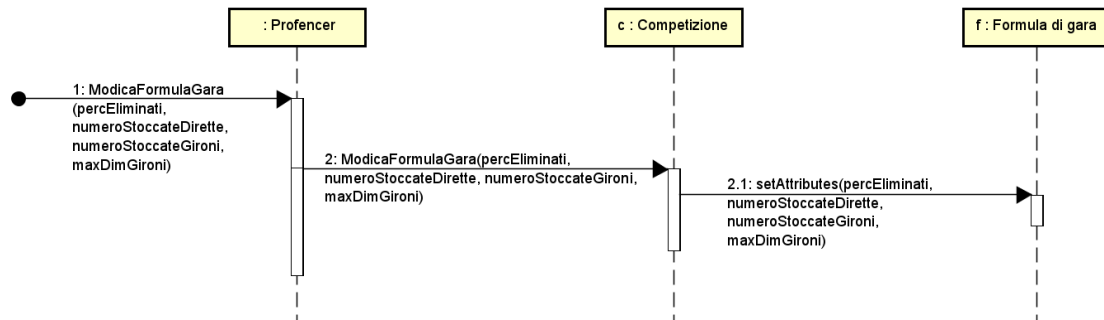 : Profencer
c : Competizione
f : Formula di gara
1: ModicaFormulaGara
(percEliminati,
numeroStoccateDirette,
numeroStoccateGironi,
maxDimGironi)
2: ModicaFormulaGara(percEliminati,
numeroStoccateDirette, numeroStoccateGironi,
maxDimGironi)
2.1: setAttributes(percEliminati,
numeroStoccateDirette,
numeroStoccateGironi,
maxDimGironi)